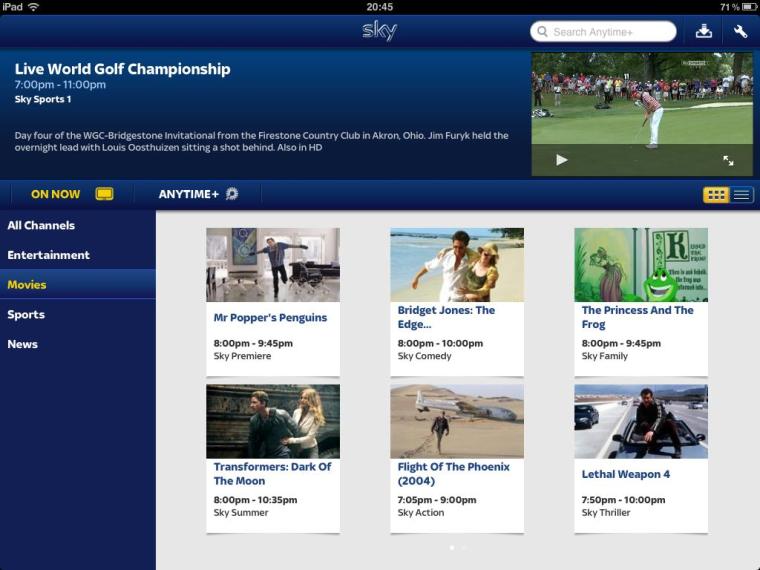 iPad
20:45
71 %
sky
Search Anytime+
Live World Golf Championship
7:00pm - 11:00pm
Sky Sports 1
Day four of the WGC-Bridgestone Invitational from the Firestone Country Club in Akron, Ohio. Jim Furyk held the
overnight lead with Louis Oosthuizen sitting a shot behind. Also in HD
ON NOW
ANYTIME+
All Channels
Entertainment
Movies
Sports
News
Mr Popper's Penguins
8:00pm - 9:45pm
Sky Premiere
Bridget Jones: The
Edge...
8:00pm - 10:00pm
Sky Comedy
K
The Princess And The
Frog
8:00pm - 9:45pm
Sky Family
Transformers: Dark Of
The Moon
8:00pm - 10:35pm
Sky Summer
Flight Of The Phoenix
(2004)
7:05pm - 9:00pm
Sky Action
Lethal Weapon 4
7:50pm - 10:00pm
Sky Thriller